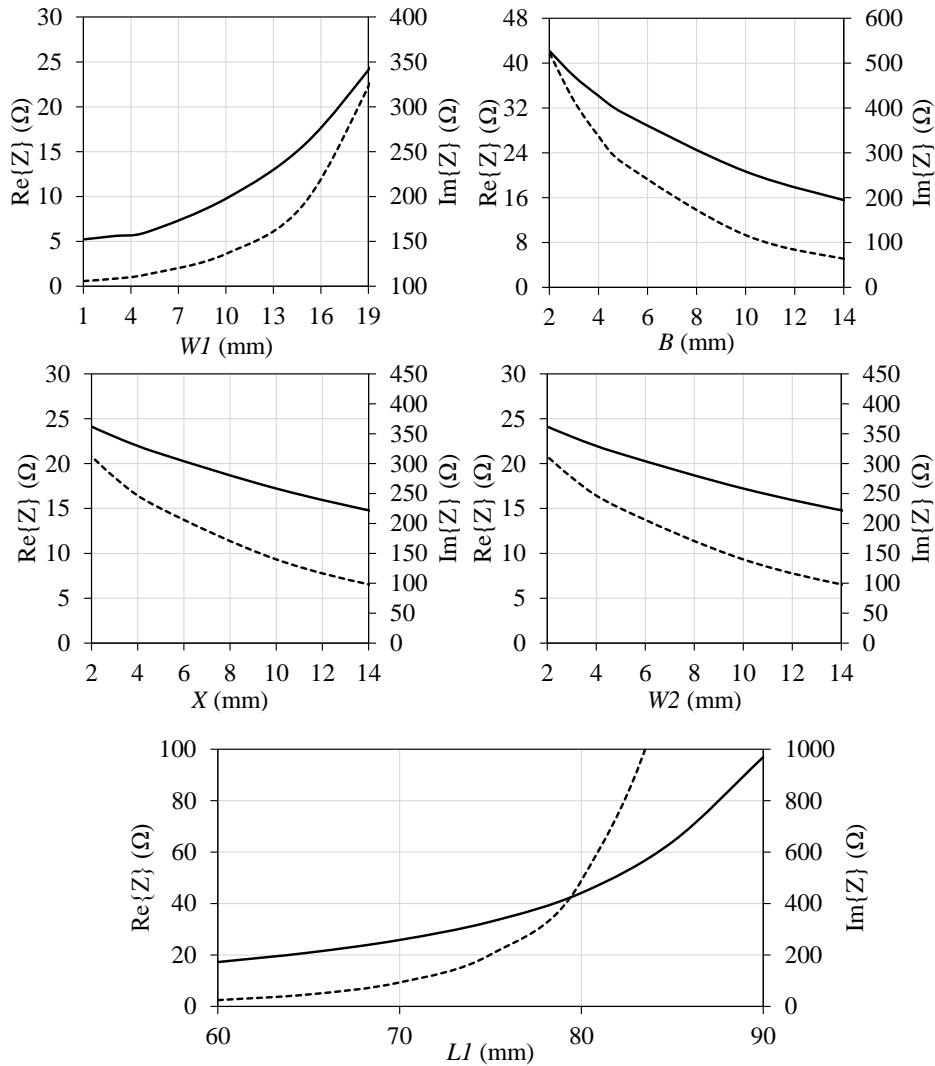 30 25 20 15 10 5 0
Re{Z} (Ω)
400 350 300 250 200 150 100
Im{Z} (Ω)
1 4 7 10 13 16 19
W1 (mm)
48 40 32 24 16 8 0
Re{Z} (Ω)
600 500 400 300 200 100 0
Im{Z} (Ω)
2 4 6 8 10 12 14
B (mm)
30 25 20 15 10 5 0
Re{Z} (Ω)
450 400 350 300 250 200 150 100 50 0
Im{Z} (Ω)
2 4 6 8 10 12 14
X (mm)
30 25 20 15 10 5 0
Re{Z} (Ω)
450 400 350 300 250 200 150 100 50 0
Im{Z} (Ω)
2 4 6 8 10 12 14
W2 (mm)
100 80 60 40 20 0
Re{Z} (Ω)
1000 800 600 400 200 0
Im{Z} (Ω)
60 70 80 90
L1 (mm)